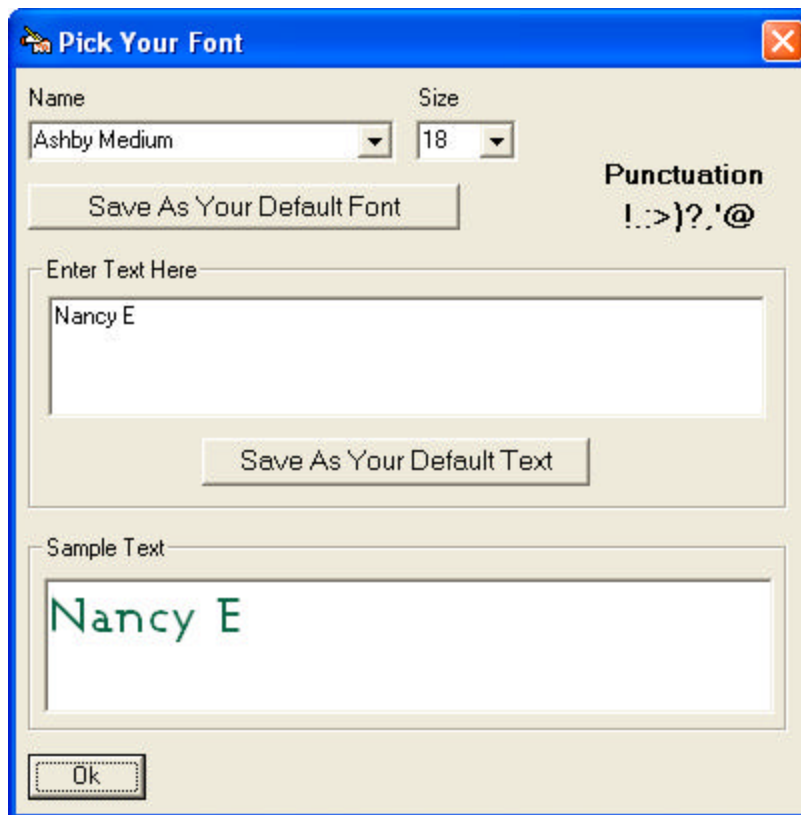 Pick Your Font
Name Size
Ashby Medium 18
Punctuation
Save As Your Default Font
!.:>)?,'@
Enter Text Here
Nancy E
Save As Your Default Text
Sample Text
Nancy E
Ok